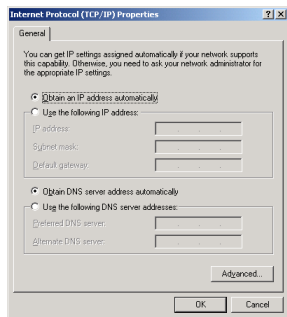 Internet Protocol (TCP/IP) Properties
General
You can get IP settings assigned automatically if your network supports
this capability. Otherwise, you need to ask your network administrator for
the appropriate IP settings.
Obtain an IP address automatically
Use the following IP address:
IP address:
Subnet mask:
Default gateway:
Obtain DNS server address automatically
Use the following DNS server addresses:
Preferred DNS server:
Alternate DNS server:
Advanced...
OK Cancel